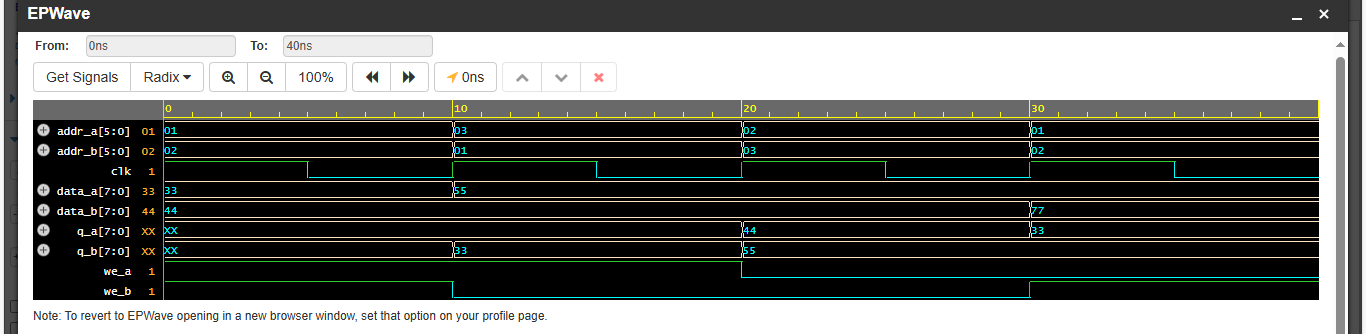 EPWave
From: 0ns To: 40ns
Get Signals Radix 100% 0ns
0 10 20 30
addr_a[5:0] 01 01 03 02 01
addr_b[5:0] 02 02 01 03 02
clk 1
data_a[7:0] 33 33 55
data_b[7:0] 44 44 77
q_a[7:0] XX XX 44 33
q_b[7:0] XX XX 33 55
we_a 1
we_b 1
Note: To revert to EPWave opening in a new browser window, set that option on your profile page.